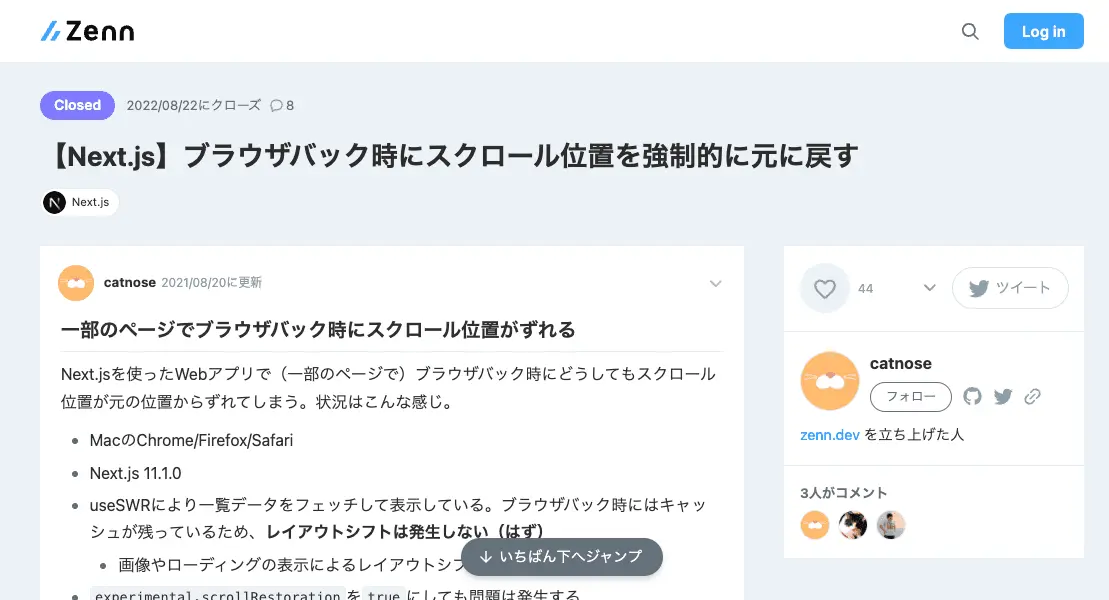 Zenn
Log in
Closed 2022/08/22にクローズ 8
【Next.js】ブラウザバック時にスクロール位置を強制的に元に戻す
Next.js
catnose 2021/08/20に更新
一部のページでブラウザバック時にスクロール位置がずれる
Next.jsを使ったWebアプリで（一部のページで）ブラウザバック時にどうしてもスクロール
位置が元の位置からずれてしまう。状況はこんな感じ。
MacのChrome/Firefox/Safari
Next.js 11.1.0
useSWRにより一覧データをフェッチして表示している。ブラウザバック時にはキャッ
シュが残っているため、レイアウトシフトは発生しない（はず）
画像やローディングの表示によるレイアウトシフ
↓ いちばん下へジャンプ
experimental.scrollRestoration を true にしても問題は発生する
44
ツイート
catnose
フォロー
zenn.dev を立ち上げた人
3人がコメント